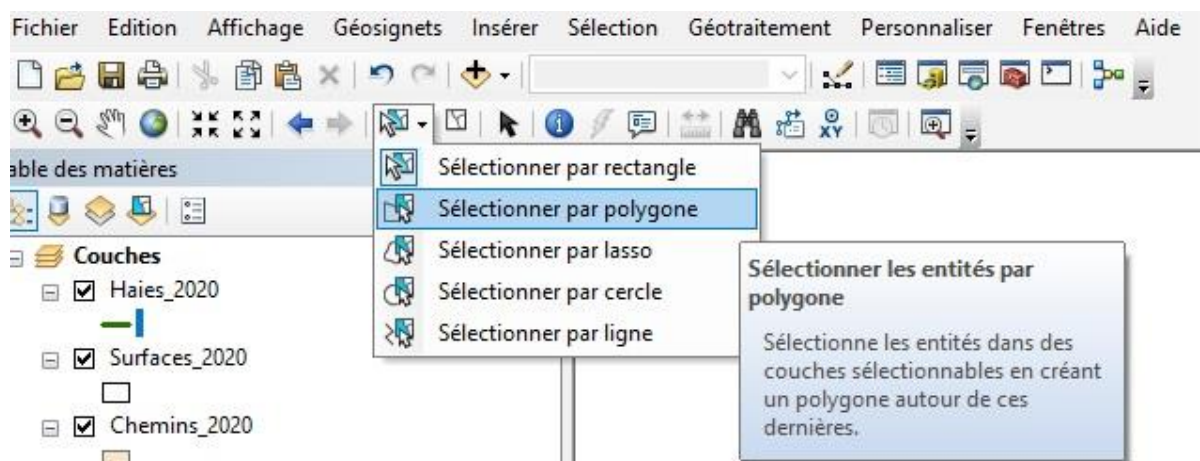 Fichier Edition Affichage Géosignets Insérer Sélection Géotraitement Personnaliser Fenêtres Aide
XY
able des matières
Sélectionner par rectangle
Sélectionner par polygone
Sélectionner par lasso
Sélectionner par cercle
Sélectionner par ligne
Couches
Haies_2020
Surfaces_2020
Chemins_2020
Sélectionner les entités par
polygone
Sélectionne les entités dans des
couches sélectionnables en créant
un polygone autour de ces
dernières.